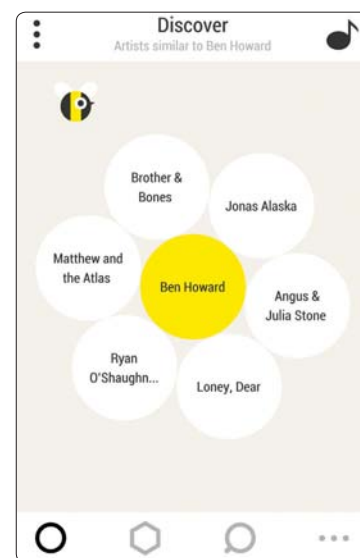 Discover
Artists similar to Ben Howard
Brother &
Bones
Jonas Alaska
Matthew and
the Atlas
Ben Howard
Angus &
Julia Stone
Ryan
O'Shaughn...
Loney, Dear